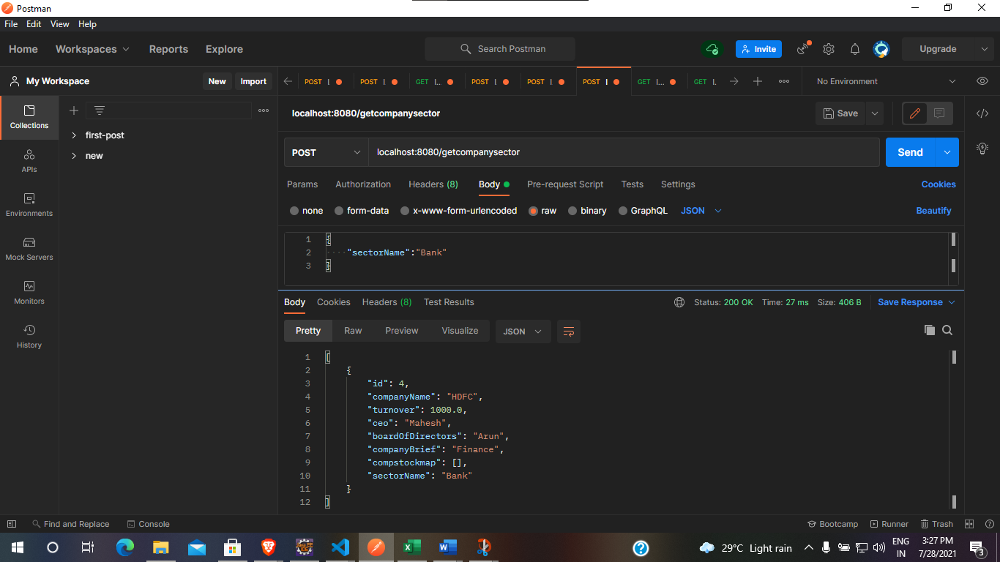 Postman
File Edit View Help
Home Workspaces Reports Explore Search Postman Invite Upgrade
My Workspace New Import POST | POST | GET |... POST | POST | POST | GET |... GET |. No Environment
Collections
APIs
Environments
Mock Servers
Monitors
History
first-post
new
localhost:8080/getcompanysector Save
POST localhost:8080/getcompanysector Send
Params Authorization Headers (8) Body Pre-request Script Tests Settings Cookies
none form-data x-www-form-urlencoded raw binary GraphQL JSON Beautify
1 {
2 "sectorName":"Bank"
3 }
Body Cookies Headers (8) Test Results Status: 200 OK Time: 27 ms Size: 406 B Save Response
Pretty Raw Preview Visualize JSON
1 [
2 {
3 "id": 4,
4 "companyName": "HDFC",
5 "turnover": 1000.0,
6 "ceo": "Mahesh",
7 "boardOfDirectors": "Arun",
8 "companyBrief": "Finance",
9 "compstockmap": [],
10 "sectorName": "Bank"
11 }
12 ]
Find and Replace Console Bootcamp Runner Trash
29°C Light rain ENG IN 3:27 PM 7/28/2021 3